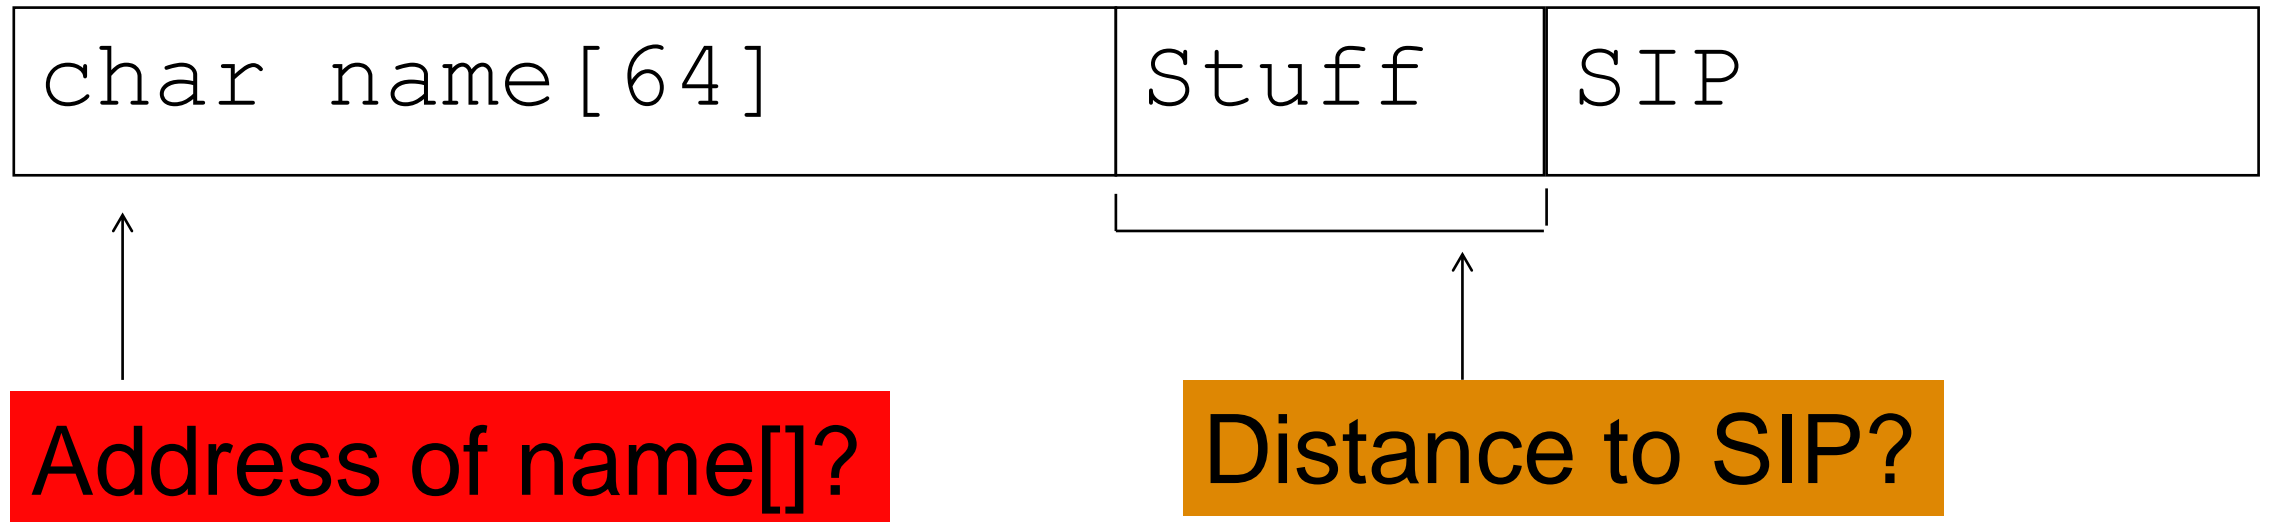 char name[64] Stuff SIP
Address of name[]? Distance to SIP?